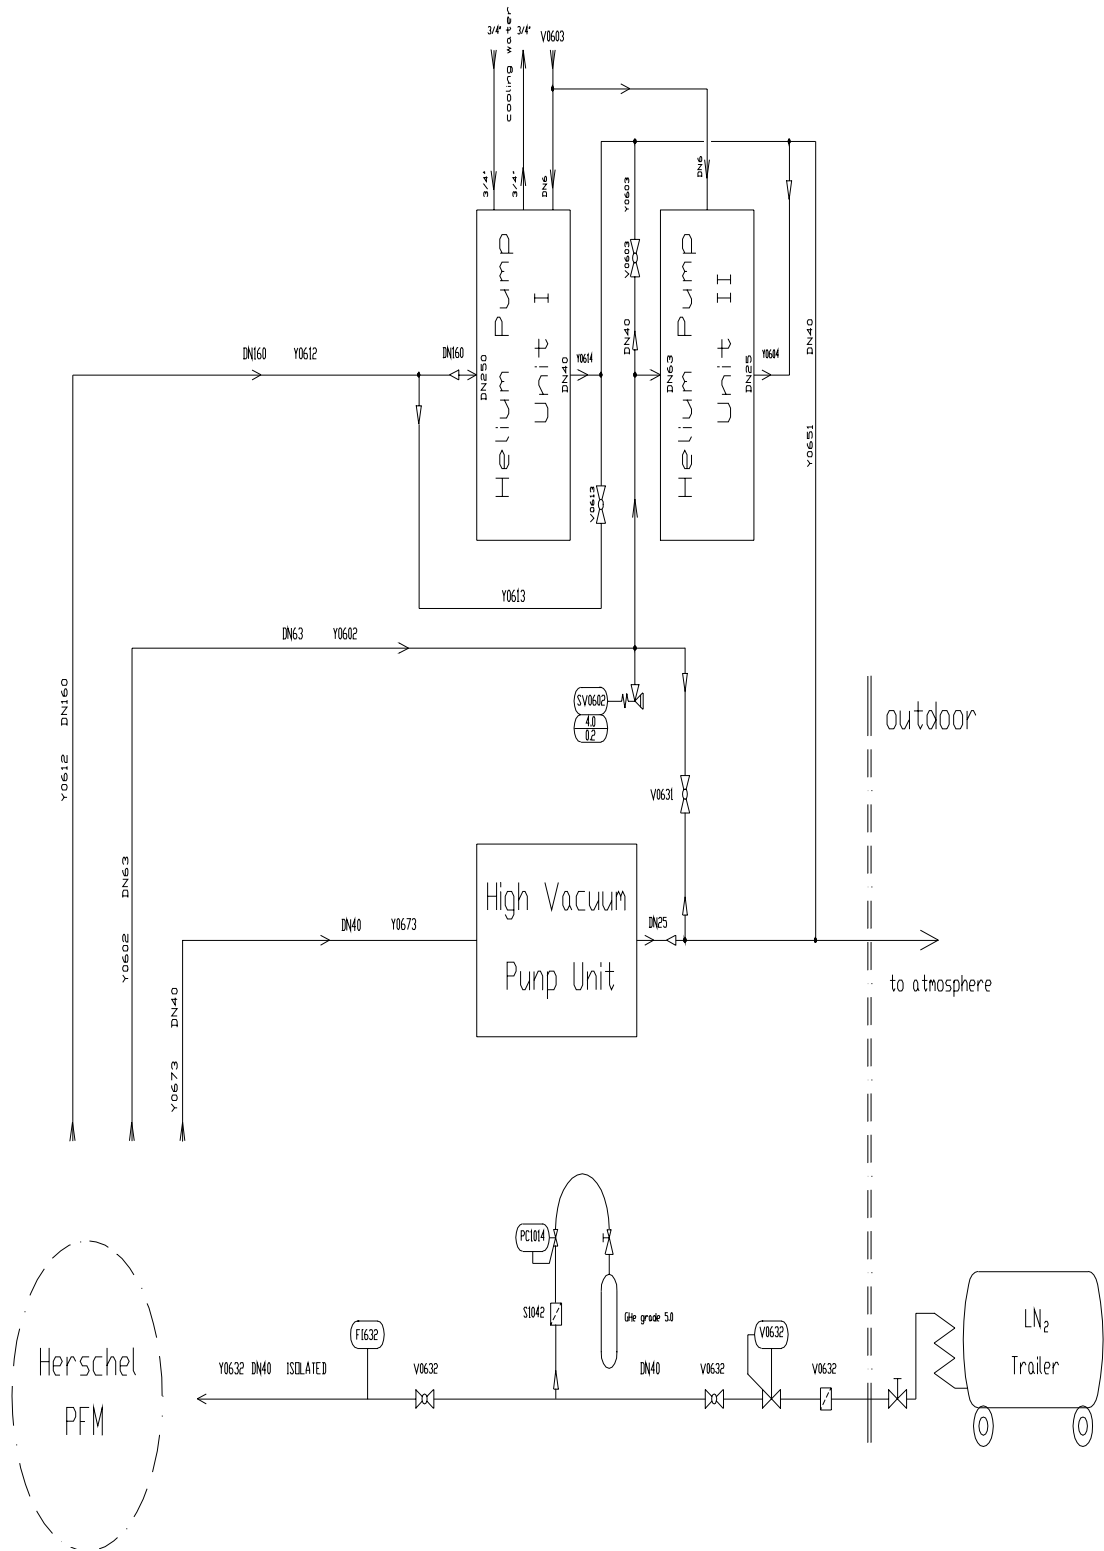 3/4"
cooling water
3/4"
V0603
3/4"
3/4"
DN6
DN6
Y0603
V0603
DN40
Helium Pump
Unit I
Helium Pump
Unit II
DN160 Y0612
DN160
DN250
DN40
Y0614
DN63
DN25
Y0604
DN40
Y0651
V0613
Y0613
DN63 Y0602
SV0602
4.0
0.2
V0631
outdoor
Y0612 DN160
Y0602 DN63
Y0673 DN40
DN40 Y0673
High Vacuum
Punp Unit
DN25
to atmosphere
PC1014
S1042
GHe grade 5.0
FI632
V0632
Y0632 DN40 ISOLATED
V0632
DN40
V0632
V0632
Herschel
PFM
LN₂
Trailer